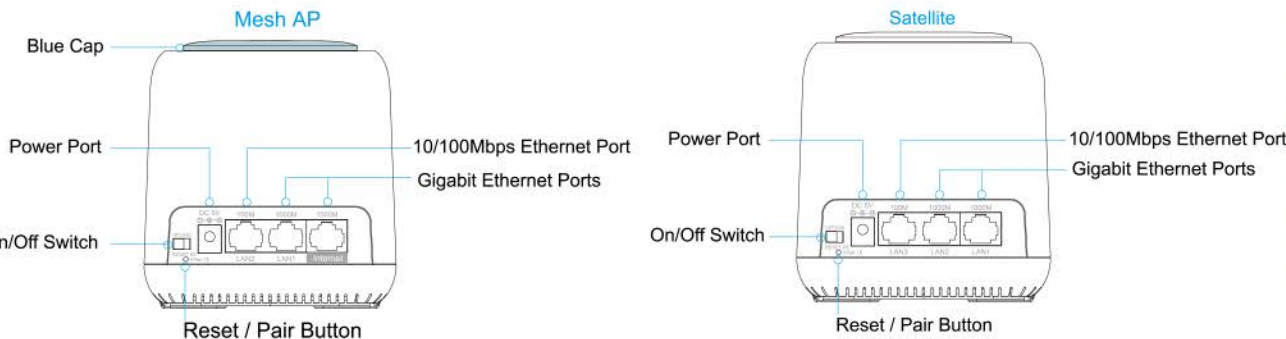 Mesh AP
Blue Cap
Power Port
10/100Mbps Ethernet Port
Gigabit Ethernet Ports
n/Off Switch
DC 5V
100M
1000M
1000M
LAN2
LAN1
Internet
Reset / Pair Button
Satellite
Power Port
10/100Mbps Ethernet Port
Gigabit Ethernet Ports
On/Off Switch
DC 5V
100M
1000M
1000M
LAN3
LAN2
LAN1
Reset / Pair Button